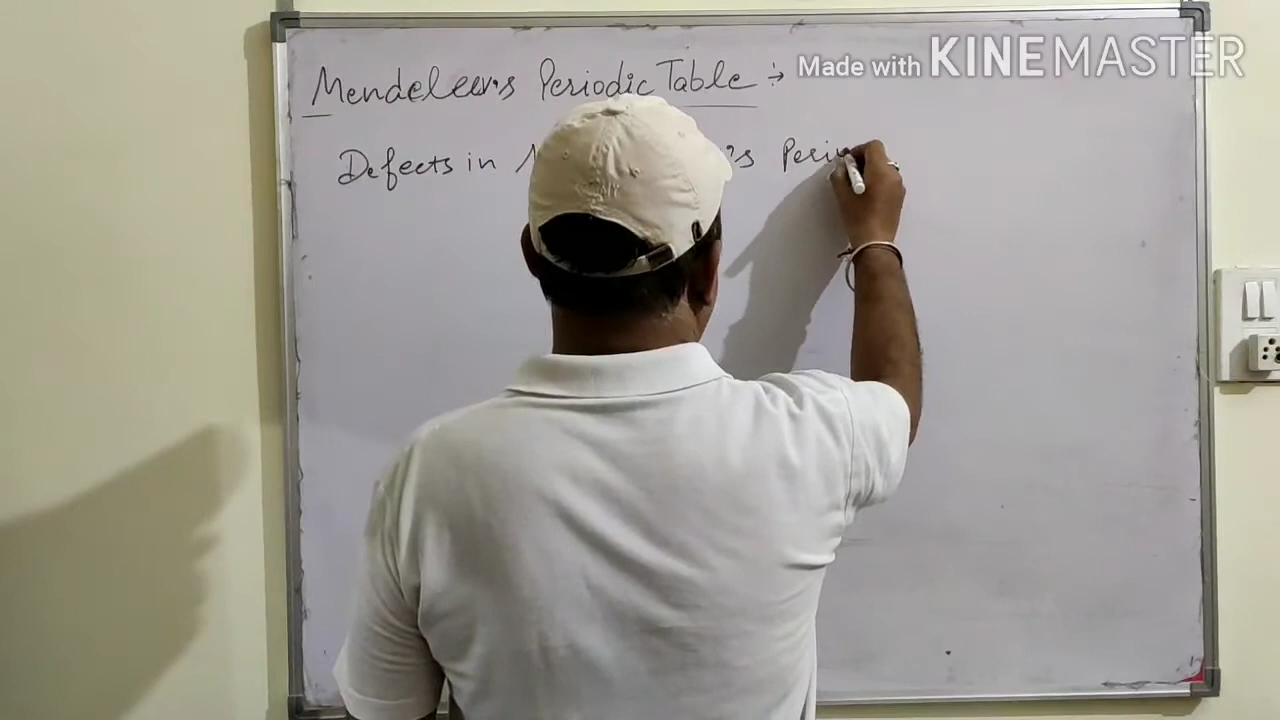 Made with KINEMASTER
Mendeleev's Periodic Table :-
Defects in 's Peri